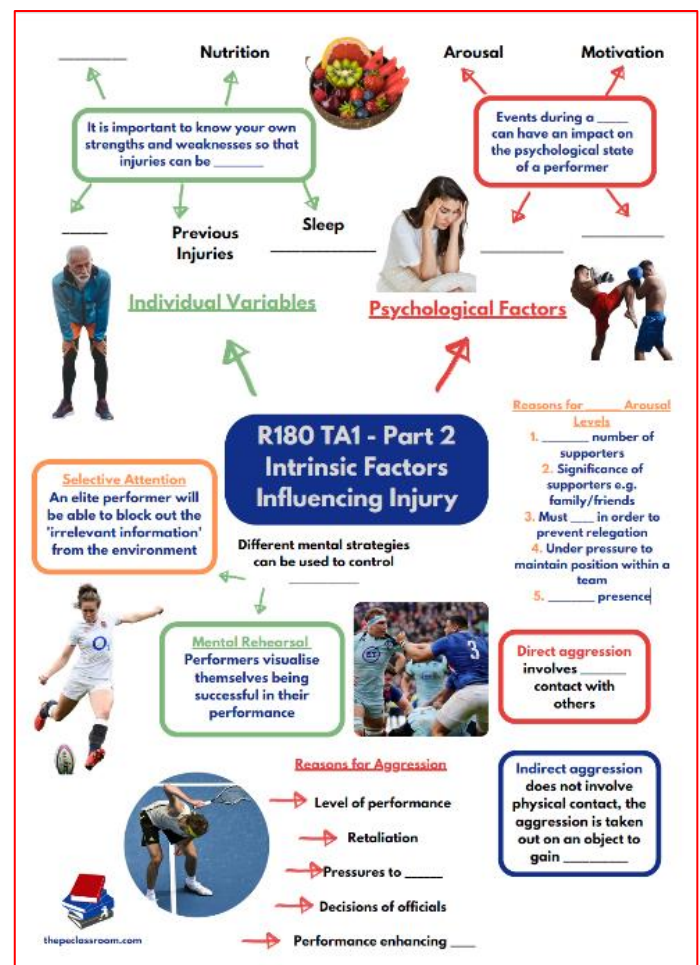 _______ Nutrition
Arousal Motivation
It is important to know your own
strengths and weaknesses so that
injuries can be _______
Events during a _____
can have an impact on
the psychological state
of a performer
_____ Previous
Injuries
Sleep
___________ _________ _________
Individual Variables
Psychological Factors
R180 TA1 - Part 2
Intrinsic Factors
Influencing Injury
Reasons for ______ Arousal
Levels
1. ________ number of
supporters
2. Significance of
supporters e.g.
family/friends
3. Must ____ in order to
prevent relegation
4. Under pressure to
maintain position within a
team
5. ________ presence
Selective Attention
An elite performer will
be able to block out the
'irrelevant information'
from the environment
Different mental strategies
can be used to control
_________
Mental Rehearsal
Performers visualise
themselves being
successful in their
performance
O2
3
Direct aggression
involves _______
contact with
others
Reasons for Aggression
Level of performance
Retaliation
Pressures to _____
Decisions of officials
Performance enhancing ___
Indirect aggression
does not involve
physical contact, the
aggression is taken
out on an object to
gain _________
thepeclassroom.com